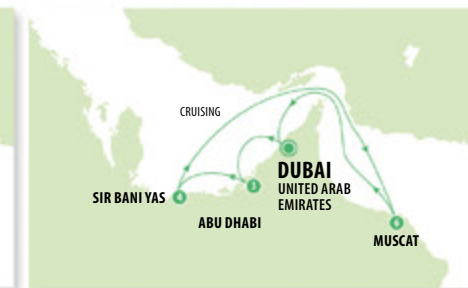 CRUISING
DUBAI
UNITED ARAB
EMIRATES
SIR BANI YAS
ABU DHABI
MUSCAT